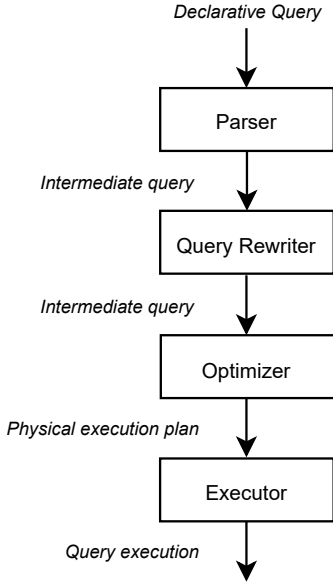 Declarative Query
Parser
Intermediate query
Query Rewriter
Intermediate query
Optimizer
Physical execution plan
Executor
Query execution